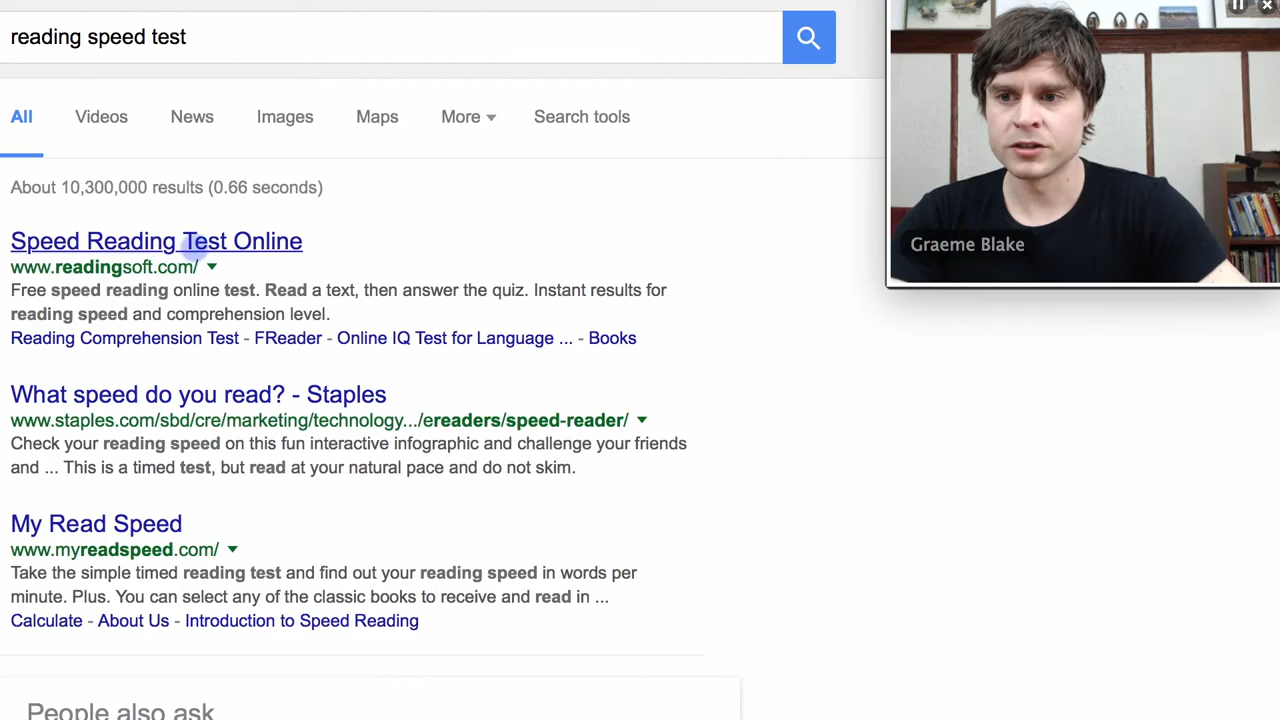 reading speed test
All Videos News Images Maps More Search tools
About 10,300,000 results (0.66 seconds)
Speed Reading Test Online
www.readingsoft.com/
Free speed reading online test. Read a text, then answer the quiz. Instant results for
reading speed and comprehension level.
Reading Comprehension Test - FReader - Online IQ Test for Language ... - Books
What speed do you read? - Staples
www.staples.com/sbd/cre/marketing/technology.../ereaders/speed-reader/
Check your reading speed on this fun interactive infographic and challenge your friends
and ... This is a timed test, but read at your natural pace and do not skim.
My Read Speed
www.myreadspeed.com/
Take the simple timed reading test and find out your reading speed in words per
minute. Plus. You can select any of the classic books to receive and read in ...
Calculate - About Us - Introduction to Speed Reading
People also ask
Graeme Blake